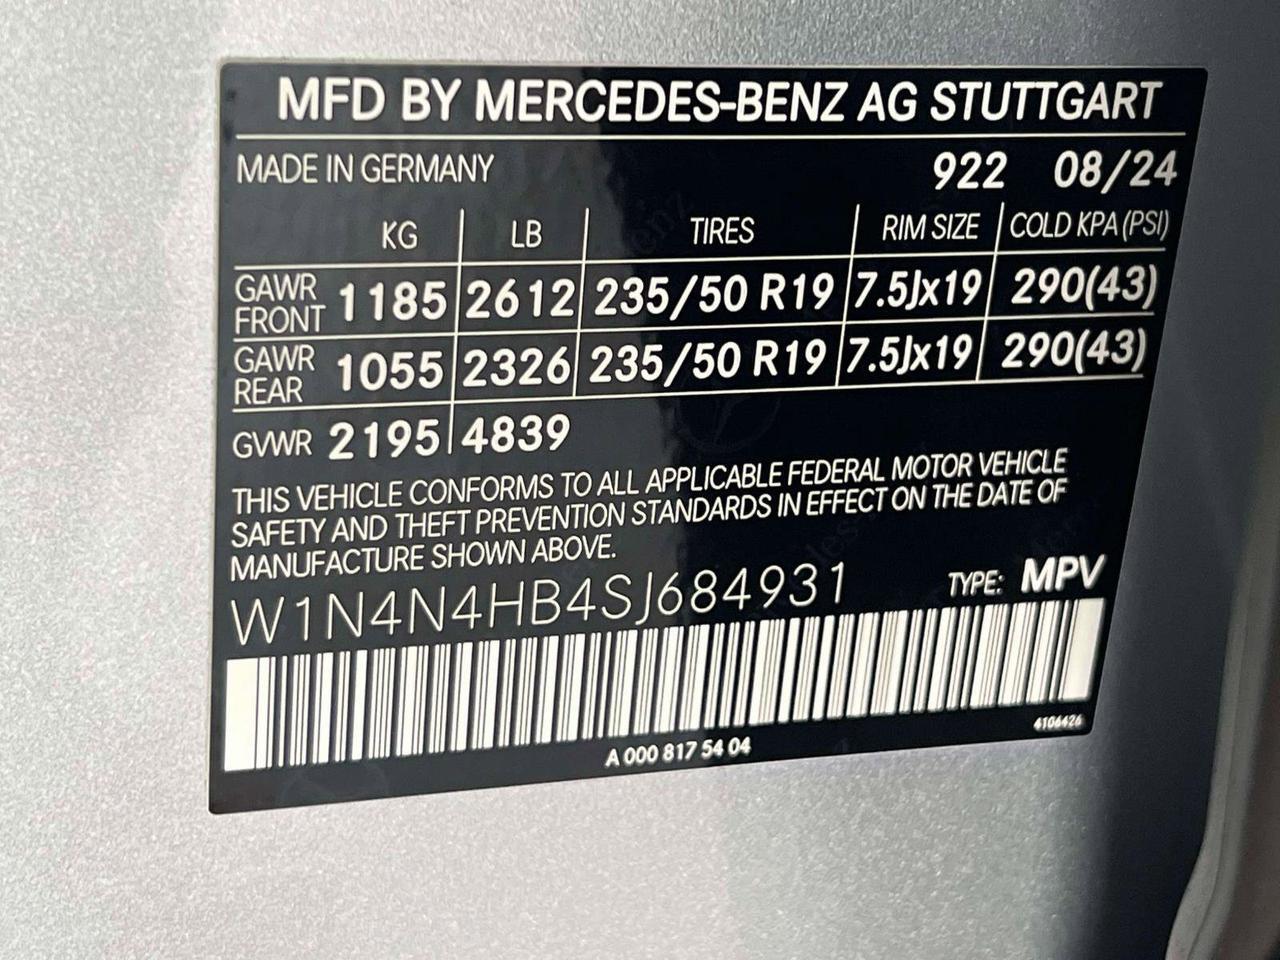 MFD BY MERCEDES-BENZ AG STUTTGART
MADE IN GERMANY 922 08/24
KG LB TIRES RIM SIZE COLD KPA (PSI)
GAWR FRONT 1185 2612 235/50 R19 7.5Jx19 290(43)
GAWR REAR 1055 2326 235/50 R19 7.5Jx19 290(43)
GVWR 2195 4839
THIS VEHICLE CONFORMS TO ALL APPLICABLE FEDERAL MOTOR VEHICLE
SAFETY AND THEFT PREVENTION STANDARDS IN EFFECT ON THE DATE OF
MANUFACTURE SHOWN ABOVE.
W1N4N4HB4SJ684931 TYPE: MPV
4106426
A 000 817 54 04